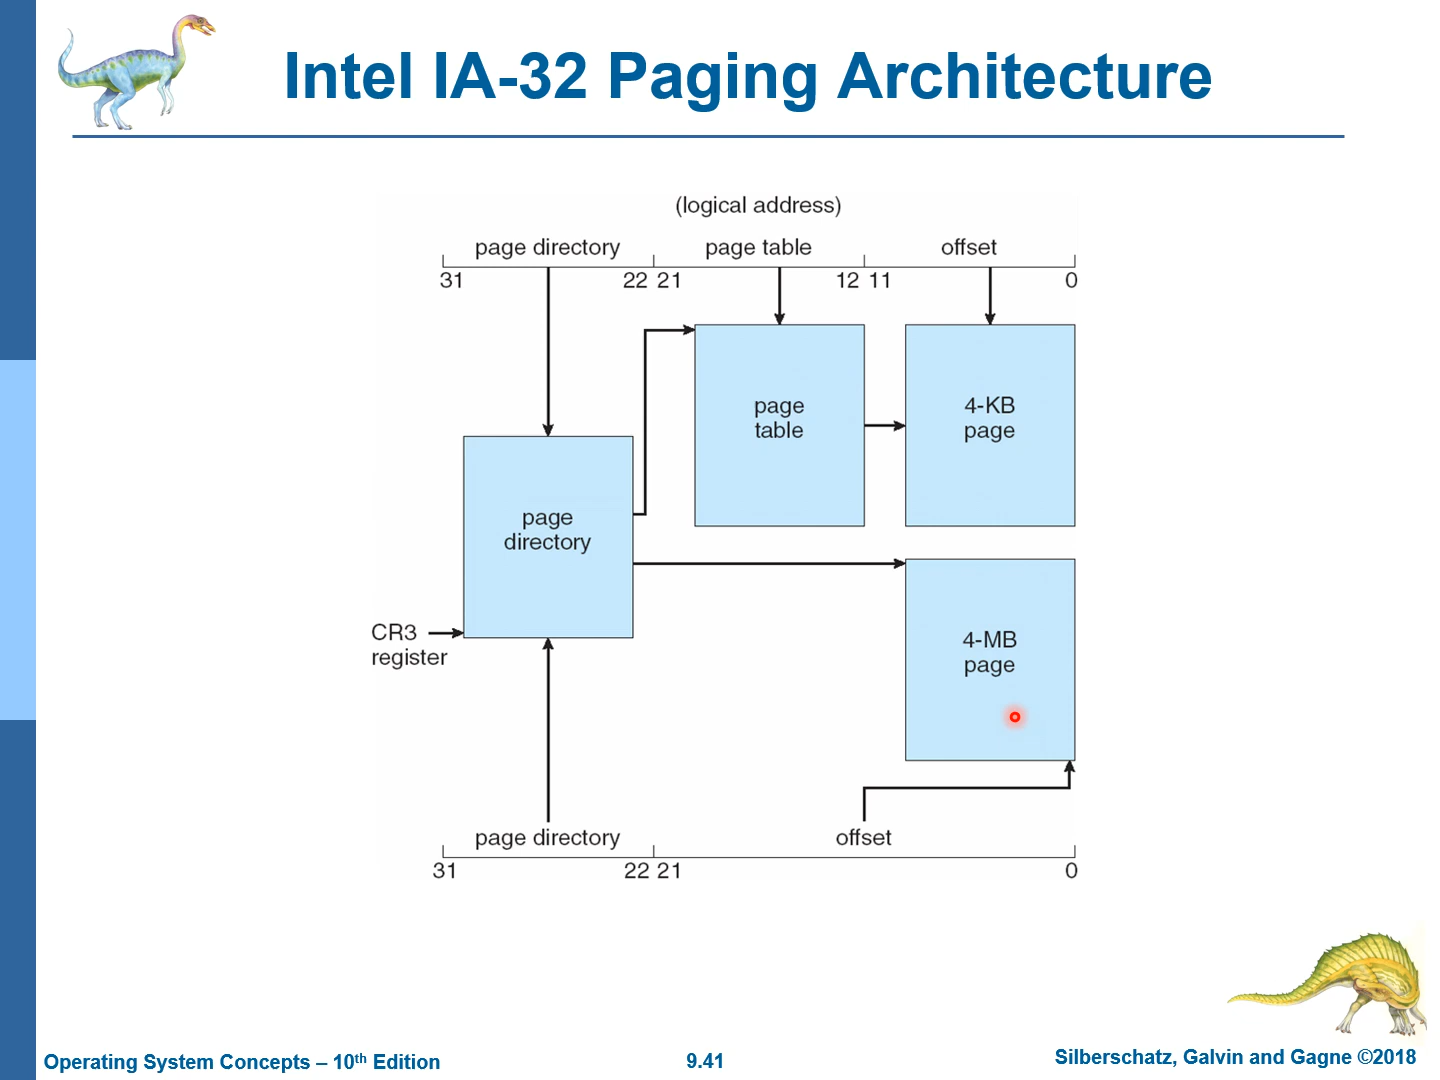 Intel IA-32 Paging Architecture
(logical address)
page directory page table offset
31 22 21 12 11 0
page
table
4-KB
page
page
directory
CR3
register
4-MB
page
page directory offset
31 22 21 0
Operating System Concepts – 10th Edition
9.41
Silberschatz, Galvin and Gagne ©2018